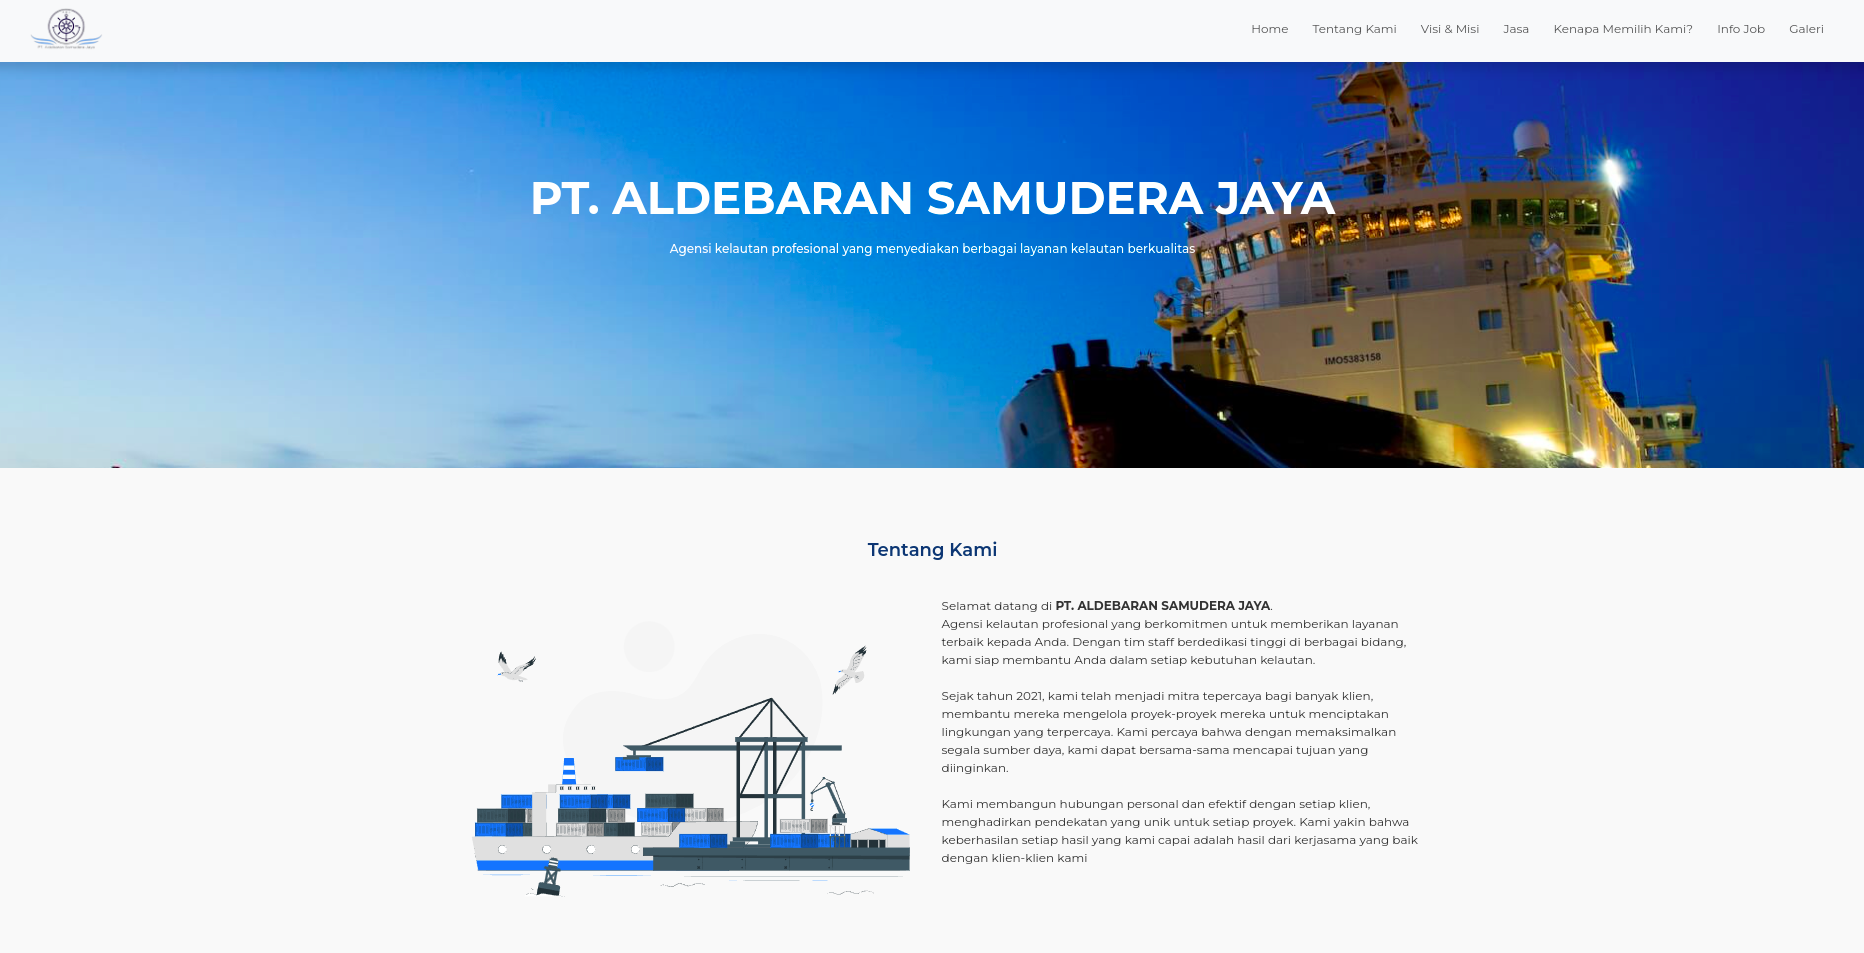 Home Tentang Kami Visi & Misi Jasa Kenapa Memilih Kami? Info Job Galeri
PT. ALDEBARAN SAMUDERA JAYA
Agensi kelautan profesional yang menyediakan berbagai layanan kelautan berkualitas
IMO5383158
Tentang Kami
Selamat datang di PT. ALDEBARAN SAMUDERA JAYA.
Agensi kelautan profesional yang berkomitmen untuk memberikan layanan
terbaik kepada Anda. Dengan tim staff berdedikasi tinggi di berbagai bidang,
kami siap membantu Anda dalam setiap kebutuhan kelautan.
Sejak tahun 2021, kami telah menjadi mitra tepercaya bagi banyak klien,
membantu mereka mengelola proyek-proyek mereka untuk menciptakan
lingkungan yang terpercaya. Kami percaya bahwa dengan memaksimalkan
segala sumber daya, kami dapat bersama-sama mencapai tujuan yang
diinginkan.
Kami membangun hubungan personal dan efektif dengan setiap klien,
menghadirkan pendekatan yang unik untuk setiap proyek. Kami yakin bahwa
keberhasilan setiap hasil yang kami capai adalah hasil dari kerjasama yang baik
dengan klien-klien kami